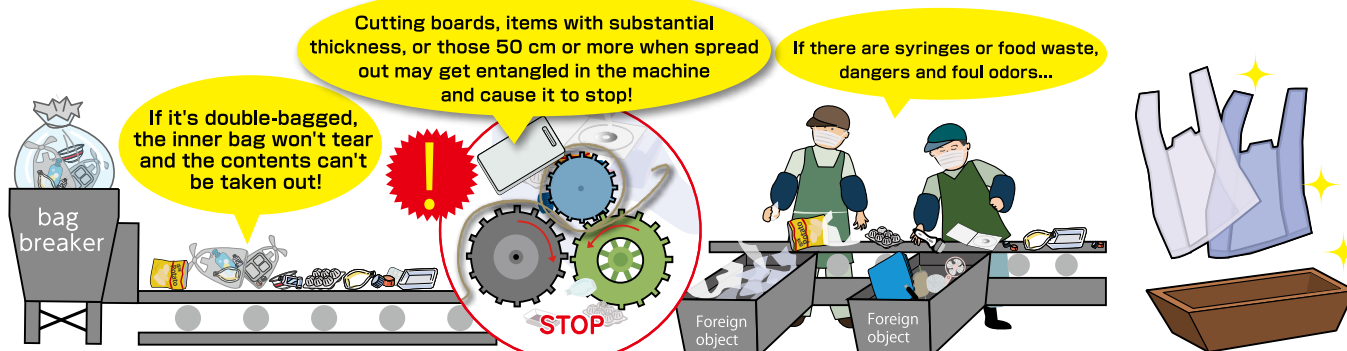 Cutting boards, items with substantial
thickness, or those 50 cm or more when spread
out may get entangled in the machine
and cause it to stop!
If there are syringes or food waste,
dangers and foul odors...
If it's double-bagged,
the inner bag won't tear
and the contents can't
be taken out!
!
bag
breaker
STOP
Foreign
object
Foreign
object